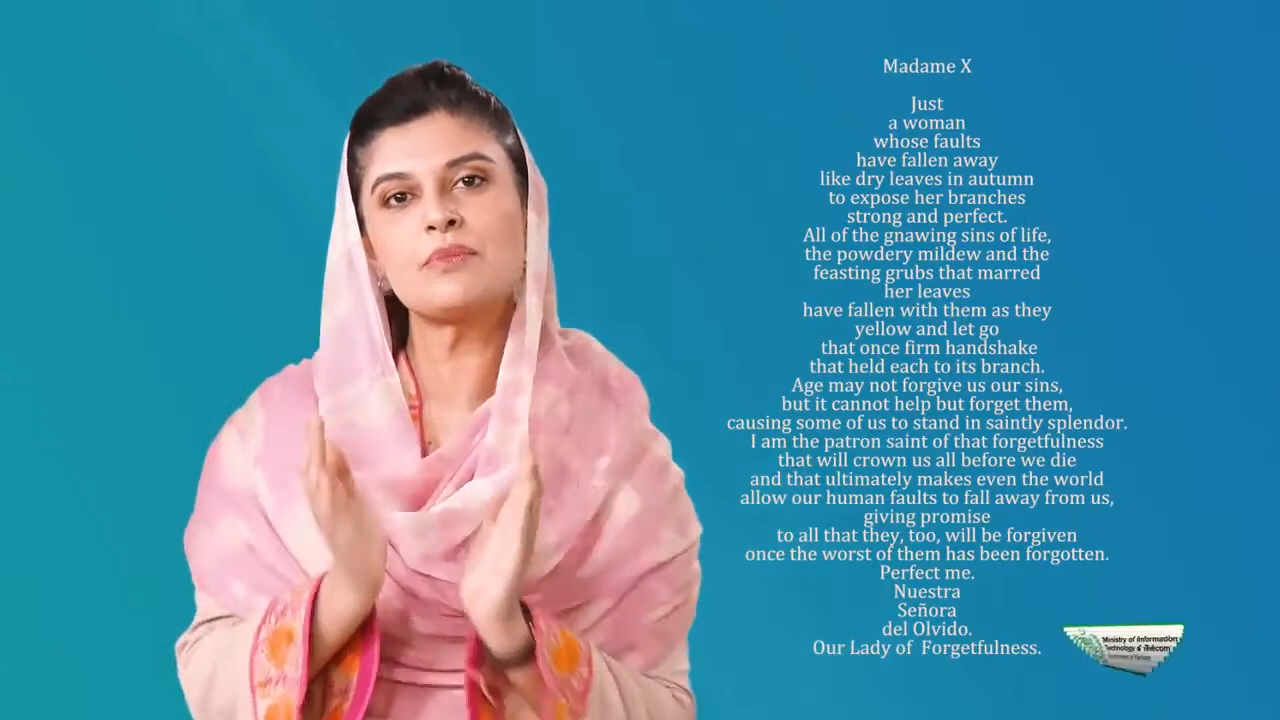 Madame X
Just
a woman
whose faults
have fallen away
like dry leaves in autumn
to expose her branches
strong and perfect.
All of the gnawing sins of life,
the powdery mildew and the
feasting grubs that marred
her leaves
have fallen with them as they
yellow and let go
that once firm handshake
that held each to its branch.
Age may not forgive us our sins,
but it cannot help but forget them,
causing some of us to stand in saintly splendor.
I am the patron saint of that forgetfulness
that will crown us all before we die
and that ultimately makes even the world
allow our human faults to fall away from us,
giving promise
to all that they, too, will be forgiven
once the worst of them has been forgotten.
Perfect me.
Nuestra
Señora
del Olvido.
Our Lady of  Forgetfulness.
Ministry of Information
Technology & Telecom